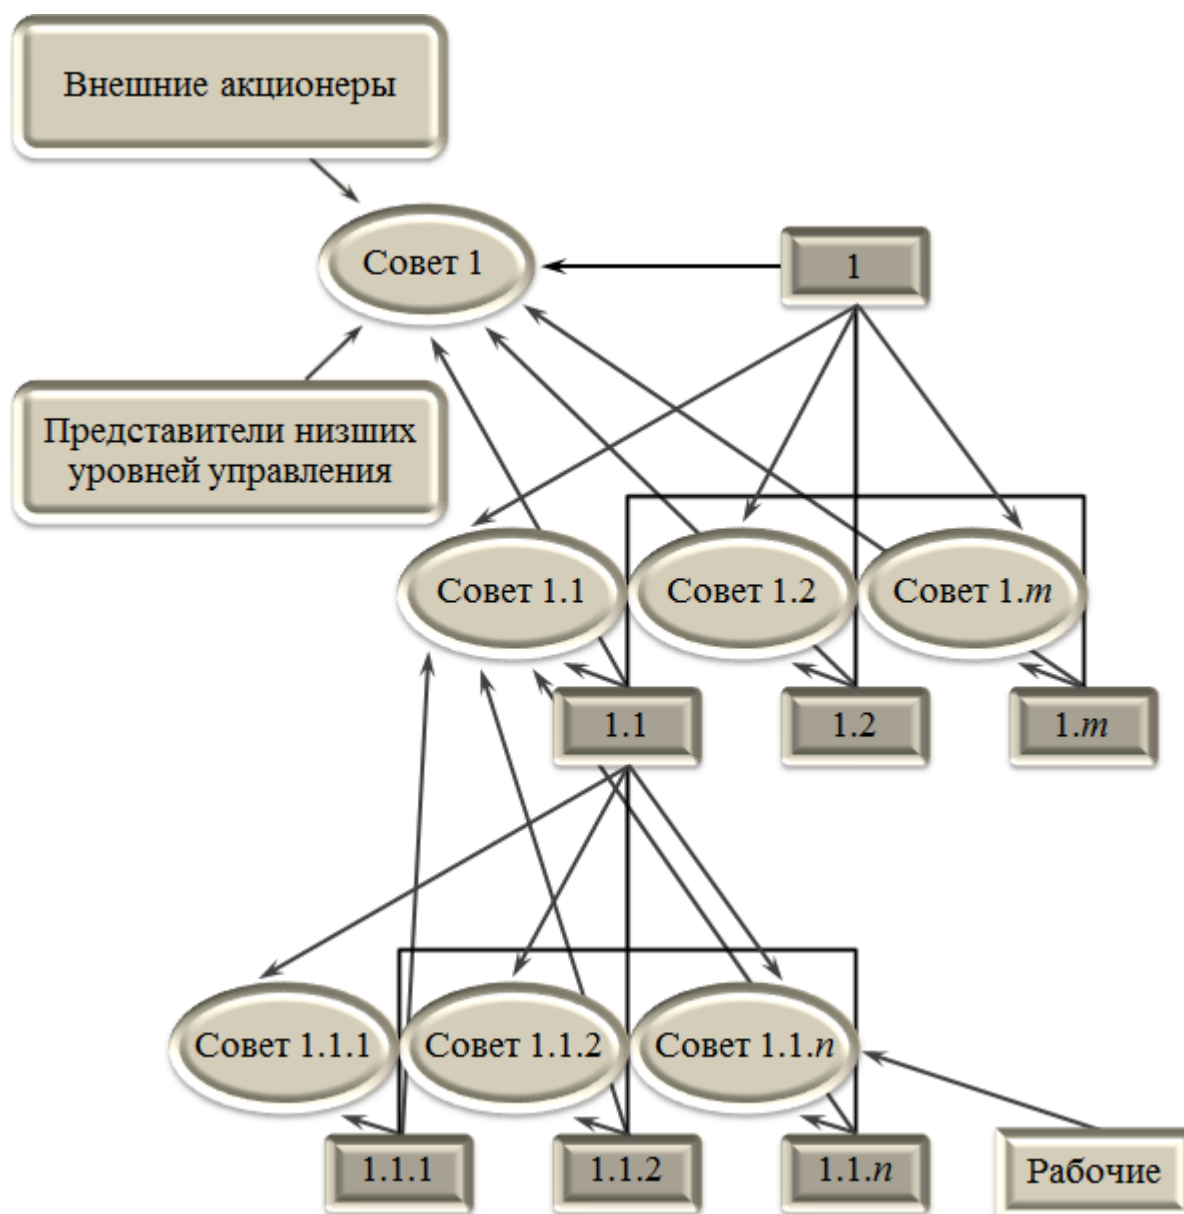 Внешние акционеры
Совет 1
1
Представители низших
уровней управления
Совет 1.1
Совет 1.2
Совет 1.m
1.1
1.2
1.m
Совет 1.1.1
Совет 1.1.2
Совет 1.1.n
1.1.1
1.1.2
1.1.n
Рабочие